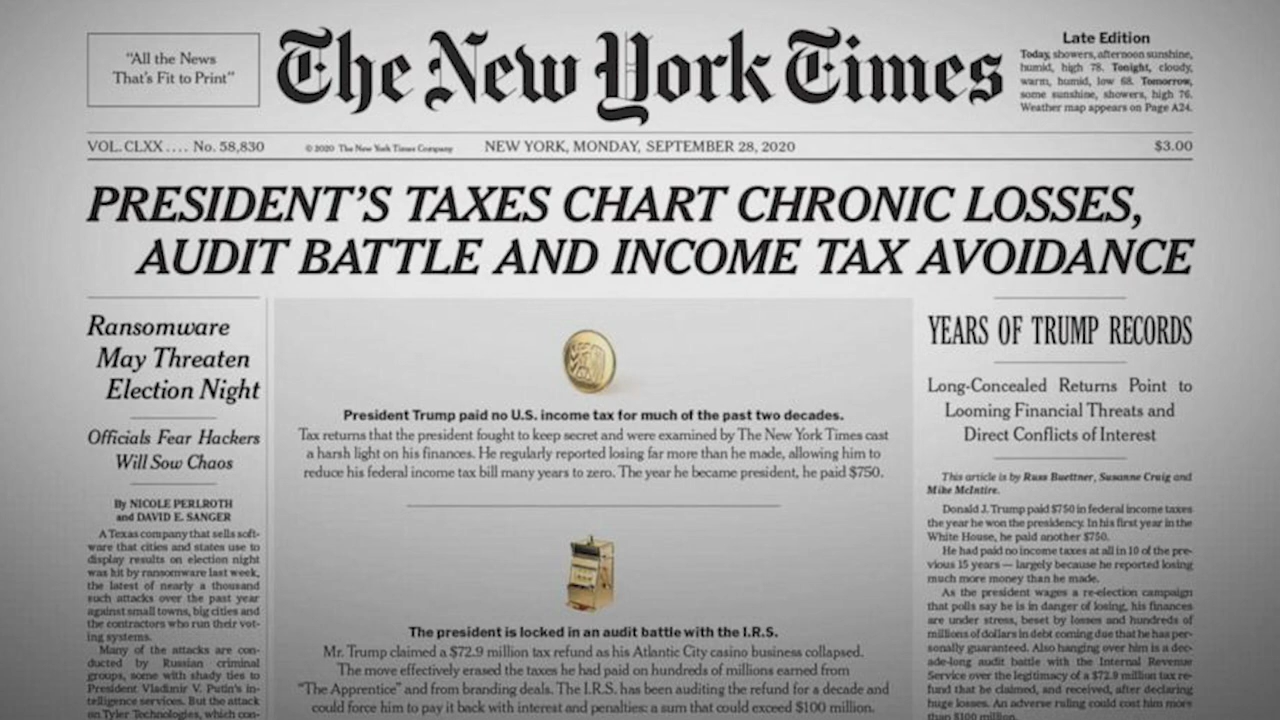 "All the News
That's Fit to Print"
The New York Times
Late Edition
Today, showers, afternoon sunshine,
humid, high 78. Tonight, cloudy,
warm, humid, low 68. Tomorrow,
some sunshine, showers, high 76.
Weather map appears on Page A24.
VOL. CLXX .... No. 58,830
© 2020 The New York Times Company
NEW YORK, MONDAY, SEPTEMBER 28, 2020
$3.00
PRESIDENT'S TAXES CHART CHRONIC LOSSES,
AUDIT BATTLE AND INCOME TAX AVOIDANCE
Ransomware
May Threaten
Election Night
Officials Fear Hackers
Will Sow Chaos
By NICOLE PERLROTH
and DAVID E. SANGER
A Texas company that sells soft-
ware that cities and states use to
display results on election night
was hit by ransomware last week,
the latest of nearly a thousand
such attacks over the past year
against small towns, big cities and
the contractors who run their vot-
ing systems.
Many of the attacks are con-
ducted by Russian criminal
groups, some with shady ties to
President Vladimir V. Putin's in-
telligence services. But the attack
on Tyler Technologies, which con-
President Trump paid no U.S. income tax for much of the past two decades.
Tax returns that the president fought to keep secret and were examined by The New York Times cast
a harsh light on his finances. He regularly reported losing far more than he made, allowing him to
reduce his federal income tax bill many years to zero. The year he became president, he paid $750.
The president is locked in an audit battle with the I.R.S.
Mr. Trump claimed a $72.9 million tax refund as his Atlantic City casino business collapsed.
The move effectively erased the taxes he had paid on hundreds of millions earned from
"The Apprentice" and from branding deals. The I.R.S. has been auditing the refund for a decade and
could force him to pay it back with interest and penalties: a sum that could exceed $100 million.
YEARS OF TRUMP RECORDS
Long-Concealed Returns Point to
Looming Financial Threats and
Direct Conflicts of Interest
This article is by Russ Buettner, Susanne Craig and
Mike McIntire.
Donald J. Trump paid $750 in federal income taxes
the year he won the presidency. In his first year in the
White House, he paid another $750.
He had paid no income taxes at all in 10 of the pre-
vious 15 years — largely because he reported losing
much more money than he made.
As the president wages a re-election campaign
that polls say he is in danger of losing, his finances
are under stress, beset by losses and hundreds of
millions of dollars in debt coming due that he has per-
sonally guaranteed. Also hanging over him is a dec-
ade-long audit battle with the Internal Revenue
Service over the legitimacy of a $72.9 million tax re-
fund that he claimed, and received, after declaring
huge losses. An adverse ruling could cost him more
than $100 million.